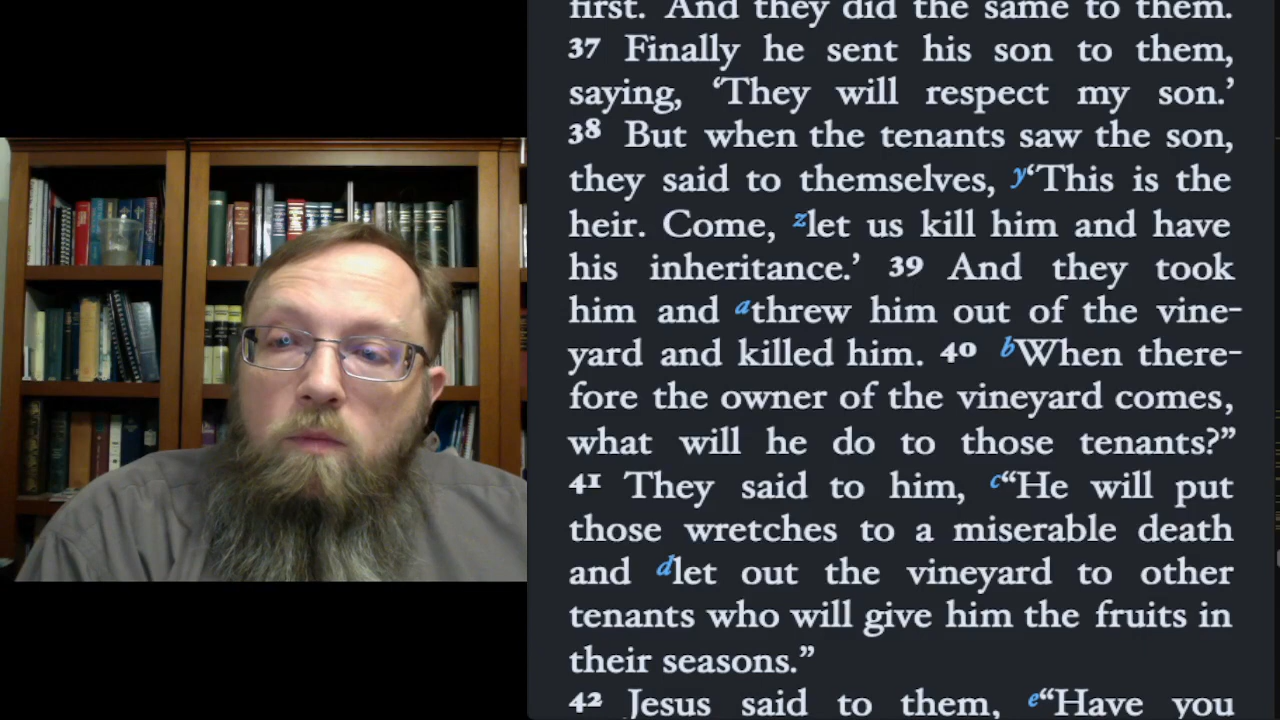 first. And they did the same to them.
37 Finally he sent his son to them,
saying, ‘They will respect my son.’
38 But when the tenants saw the son,
they said to themselves, y‘This is the
heir. Come, zlet us kill him and have
his inheritance.’ 39 And they took
him and athrew him out of the vine-
yard and killed him. 40 bWhen there-
fore the owner of the vineyard comes,
what will he do to those tenants?”
41 They said to him, c“He will put
those wretches to a miserable death
and dlet out the vineyard to other
tenants who will give him the fruits in
their seasons.”
42 Jesus said to them, e“Have you